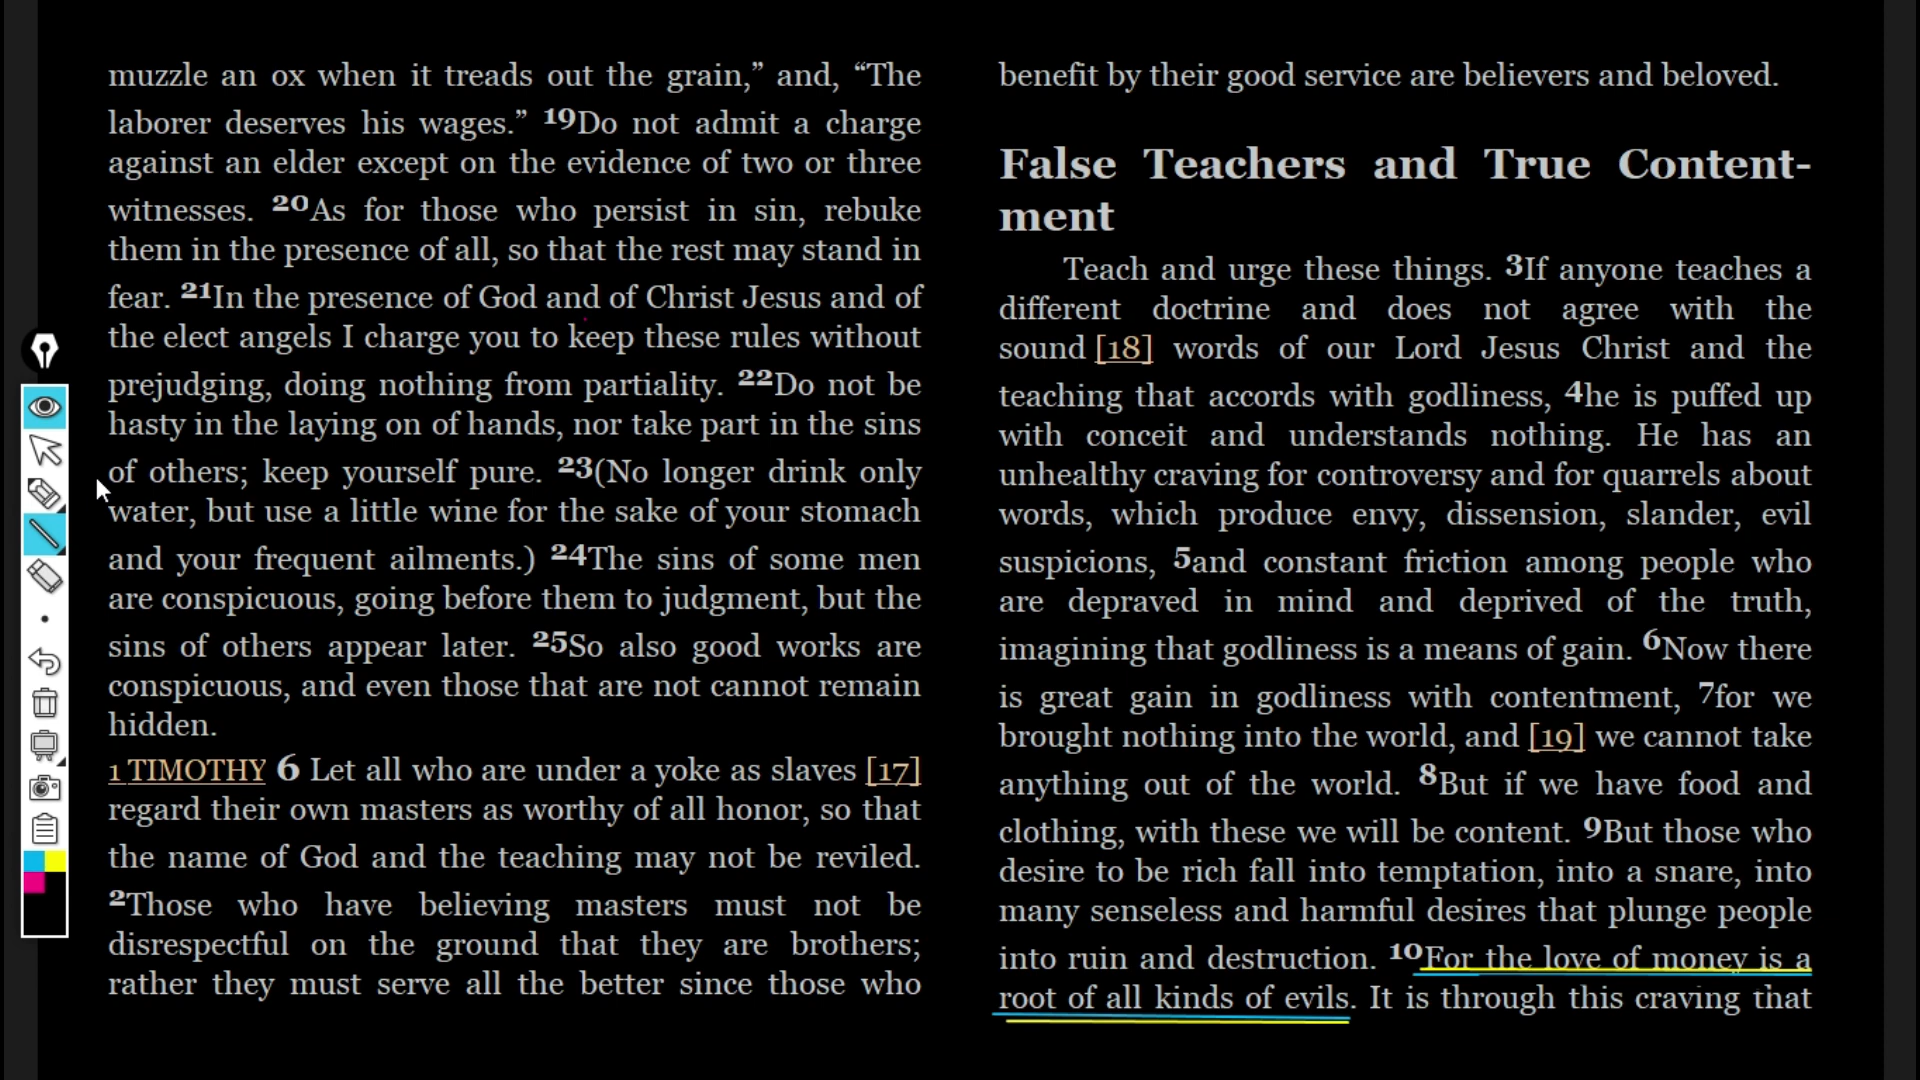 muzzle an ox when it treads out the grain,” and, “The
laborer deserves his wages.” 19Do not admit a charge
against an elder except on the evidence of two or three
witnesses. 20As for those who persist in sin, rebuke
them in the presence of all, so that the rest may stand in
fear. 21In the presence of God and of Christ Jesus and of
the elect angels I charge you to keep these rules without
prejudging, doing nothing from partiality. 22Do not be
hasty in the laying on of hands, nor take part in the sins
of others; keep yourself pure. 23(No longer drink only
water, but use a little wine for the sake of your stomach
and your frequent ailments.) 24The sins of some men
are conspicuous, going before them to judgment, but the
sins of others appear later. 25So also good works are
conspicuous, and even those that are not cannot remain
hidden.
1 TIMOTHY 6 Let all who are under a yoke as slaves [17]
regard their own masters as worthy of all honor, so that
the name of God and the teaching may not be reviled.
2Those who have believing masters must not be
disrespectful on the ground that they are brothers;
rather they must serve all the better since those who
benefit by their good service are believers and beloved.
False Teachers and True Content-
ment
Teach and urge these things. 3If anyone teaches a
different doctrine and does not agree with the
sound [18] words of our Lord Jesus Christ and the
teaching that accords with godliness, 4he is puffed up
with conceit and understands nothing. He has an
unhealthy craving for controversy and for quarrels about
words, which produce envy, dissension, slander, evil
suspicions, 5and constant friction among people who
are depraved in mind and deprived of the truth,
imagining that godliness is a means of gain. 6Now there
is great gain in godliness with contentment, 7for we
brought nothing into the world, and [19] we cannot take
anything out of the world. 8But if we have food and
clothing, with these we will be content. 9But those who
desire to be rich fall into temptation, into a snare, into
many senseless and harmful desires that plunge people
into ruin and destruction. 10For the love of money is a
root of all kinds of evils. It is through this craving that